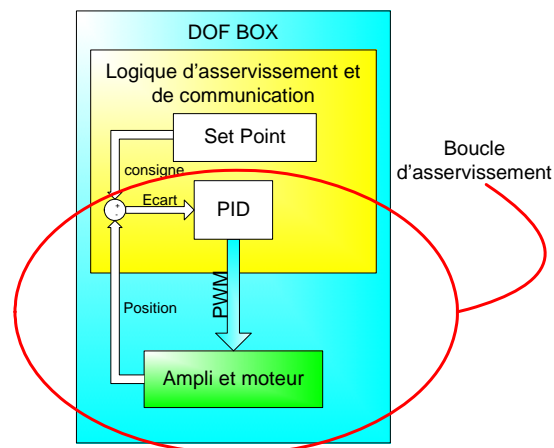 DOF BOX
Logique d'asservissement et
de communication
Set Point
Boucle
d'asservissement
consigne
Ecart
+
-
PID
PWM
Position
Ampli et moteur